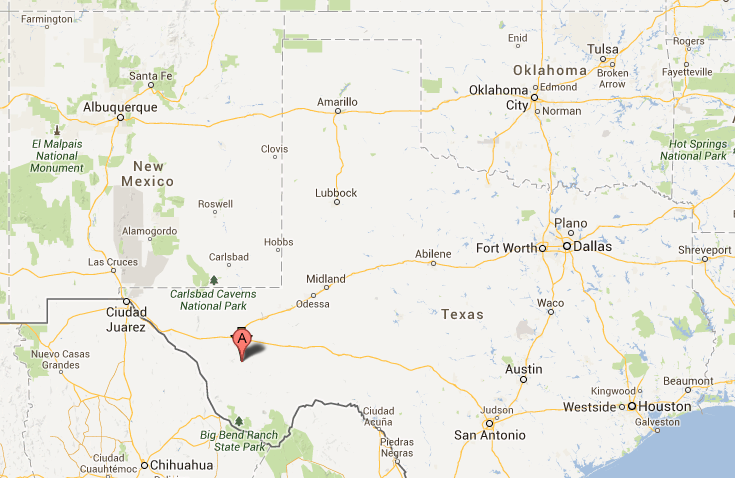 Farmington
Enid
Tulsa
Rogers
Santa Fe
Oklahoma
Broken
Arrow
Fayetteville
Albuquerque
Amarillo
Oklahoma
City
Edmond
Norman
El Malpais
National
Monument
Clovis
Hot Springs
National Park
New
Mexico
Lubbock
Roswell
Plano
Alamogordo
Hobbs
Fort Worth
Dallas
Carlsbad
Abilene
Shreveport
Las Cruces
Midland
Carlsbad Caverns
National Park
Odessa
Waco
Ciudad
Juarez
Texas
A
Nuevo Casas
Grandes
Austin
Beaumont
Kingwood
Ciudad
Acuña
Judson
Westside
Houston
Galveston
Big Bend Ranch
State Park
San Antonio
Piedras
Negras
Ciudad
Cuauhtémoc
Chihuahua